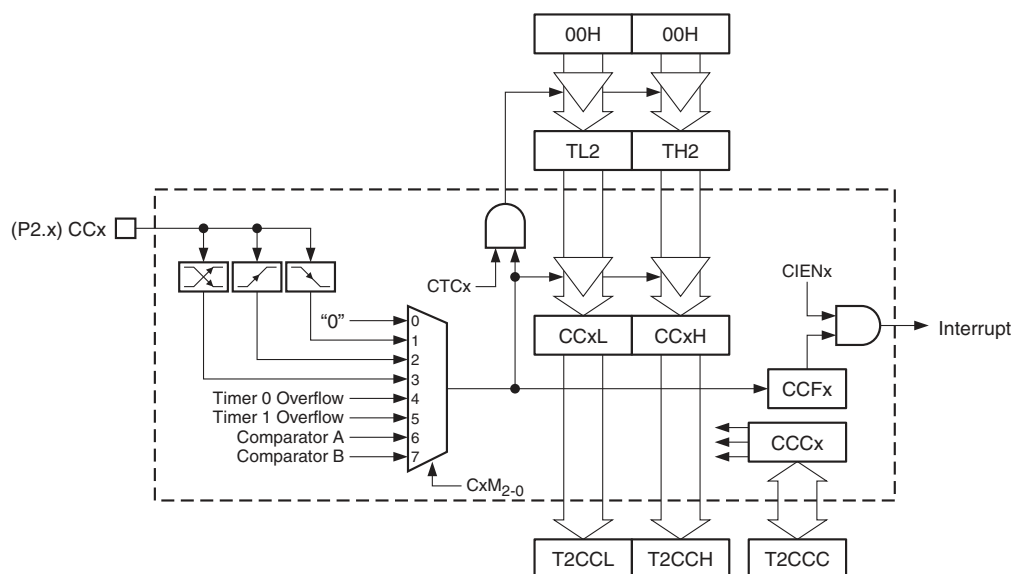 00H 00H
TL2 TH2
(P2.x) CCx
CTCx
CIENx
"0"
0
1
2
3
Timer 0 Overflow 4
Timer 1 Overflow 5
Comparator A 6
Comparator B 7
CxM2-0
CCxL CCxH
Interrupt
CCFx
CCCx
T2CCL T2CCH T2CCC